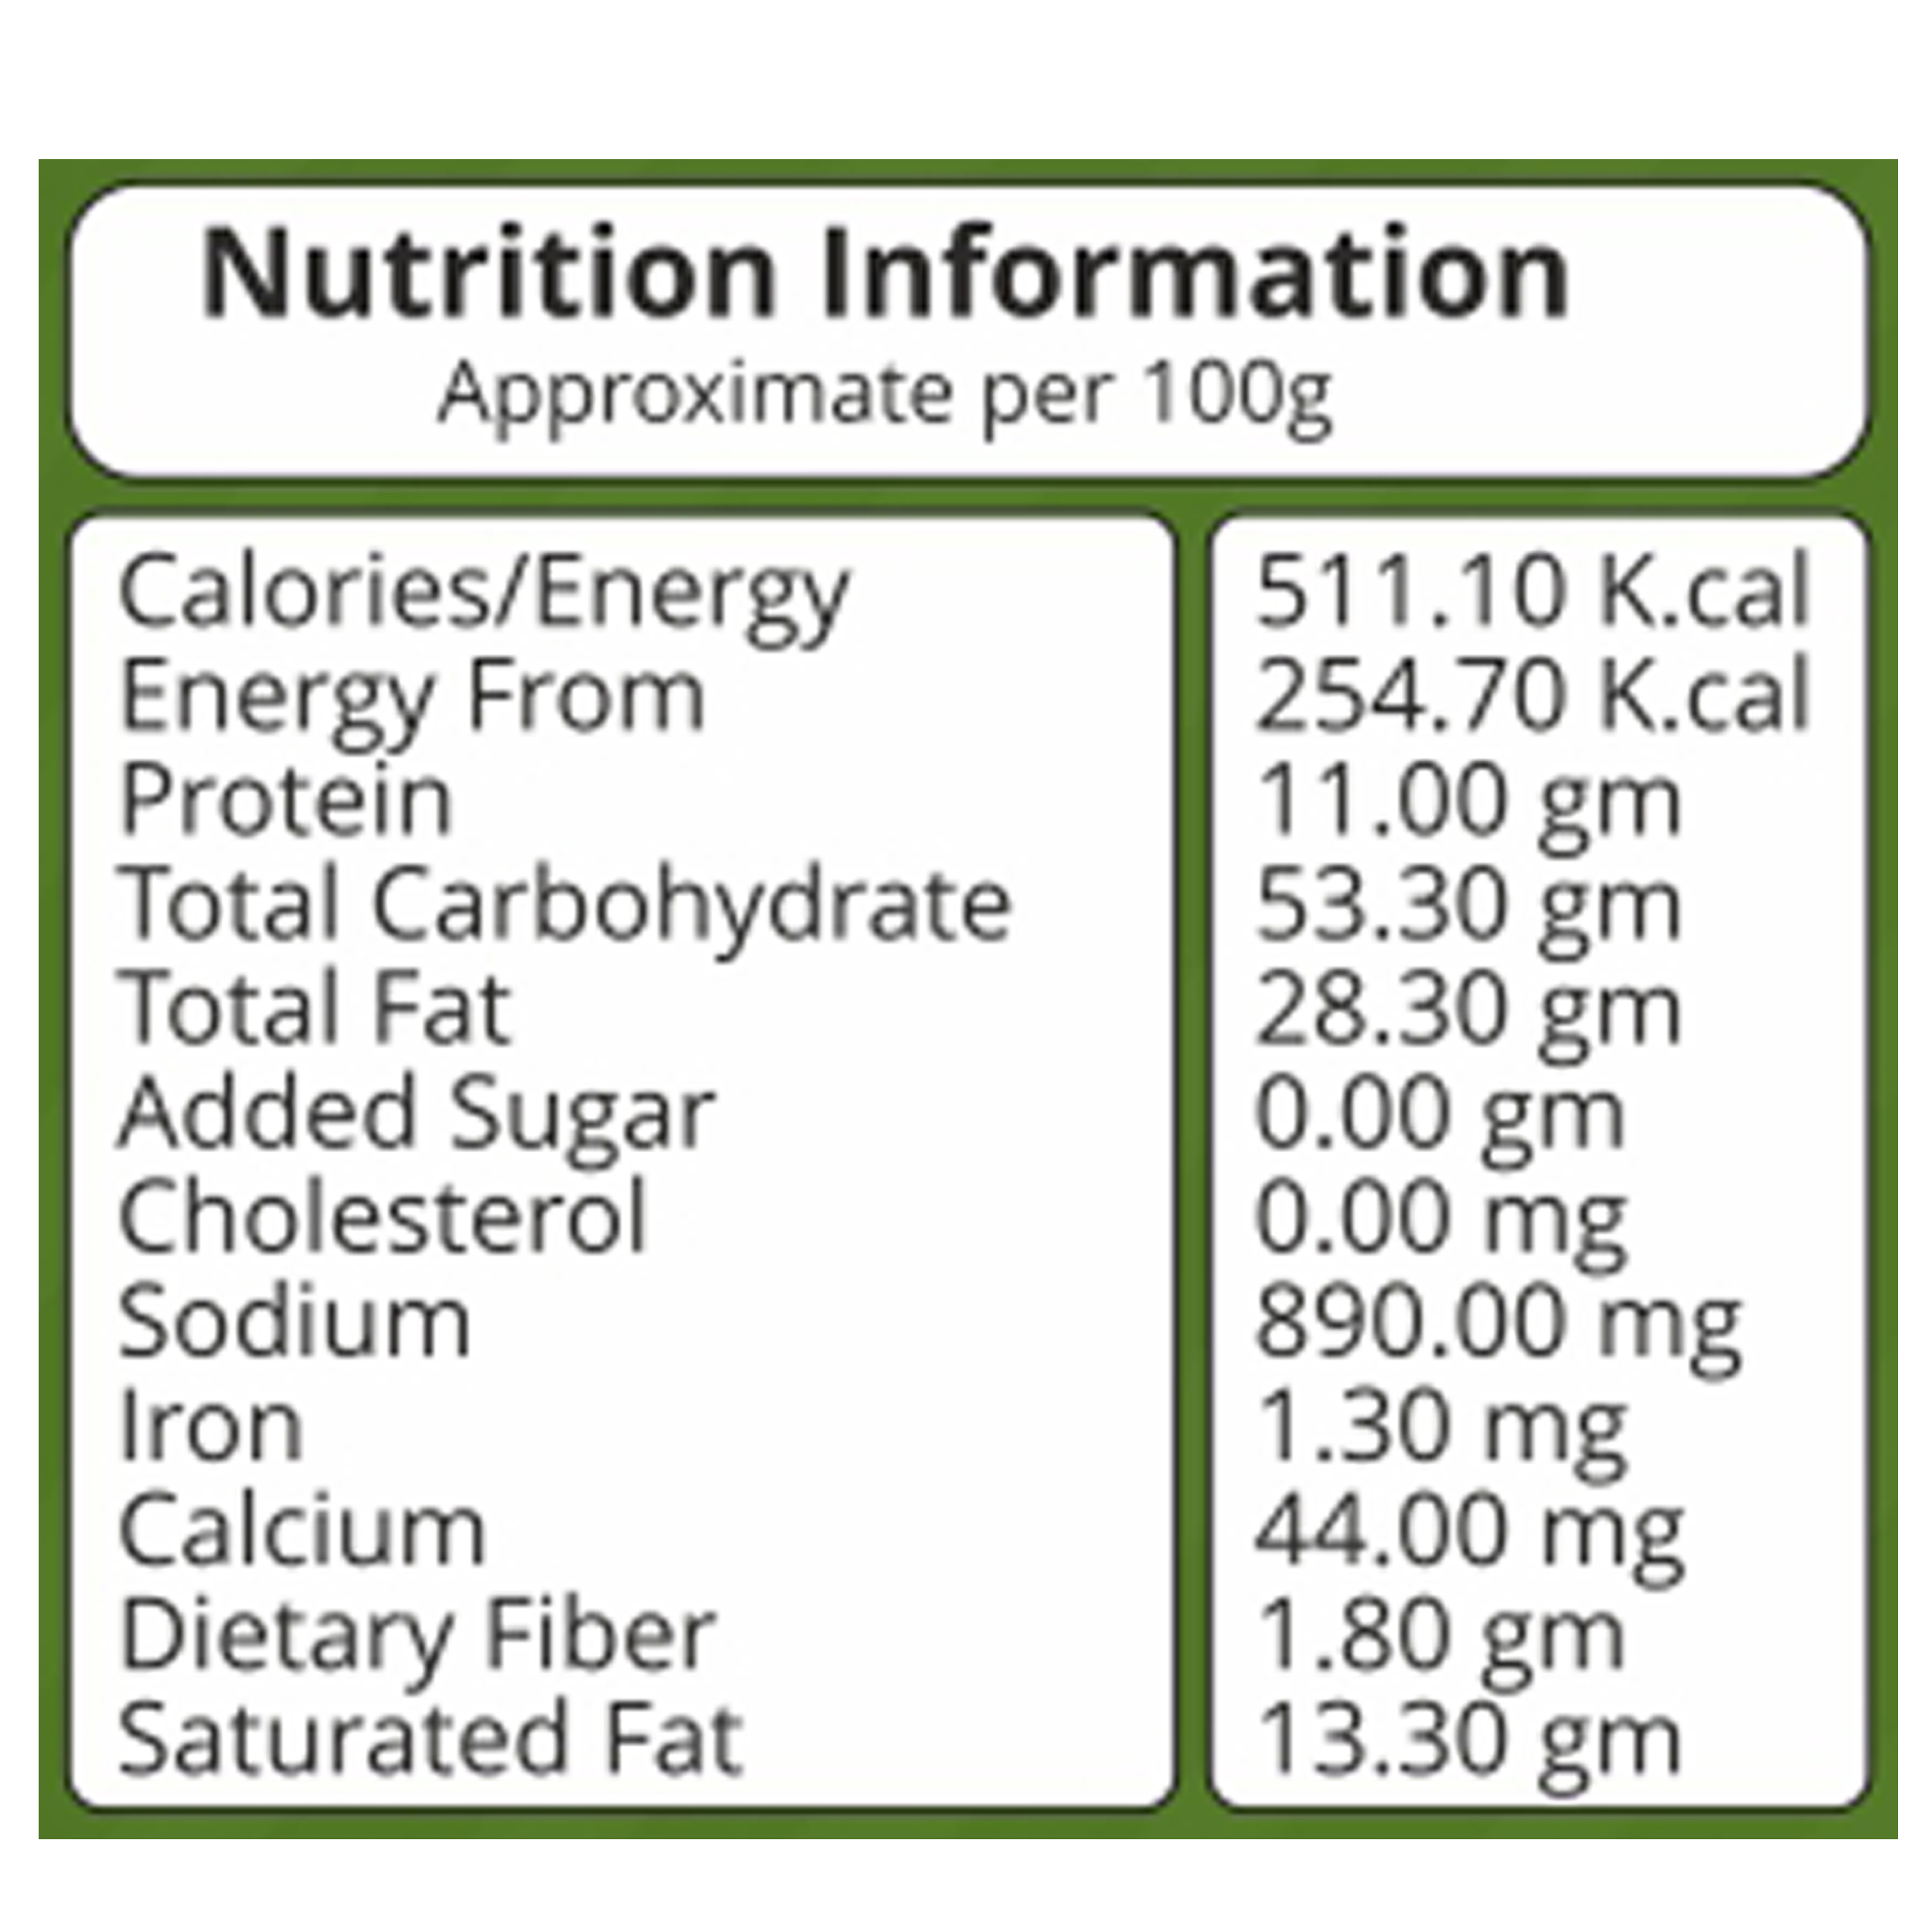 Nutrition Information
Approximate per 100g
Calories/Energy 511.10 K.cal
Energy From 254.70 K.cal
Protein 11.00 gm
Total Carbohydrate 53.30 gm
Total Fat 28.30 gm
Added Sugar 0.00 gm
Cholesterol 0.00 mg
Sodium 890.00 mg
Iron 1.30 mg
Calcium 44.00 mg
Dietary Fiber 1.80 gm
Saturated Fat 13.30 gm